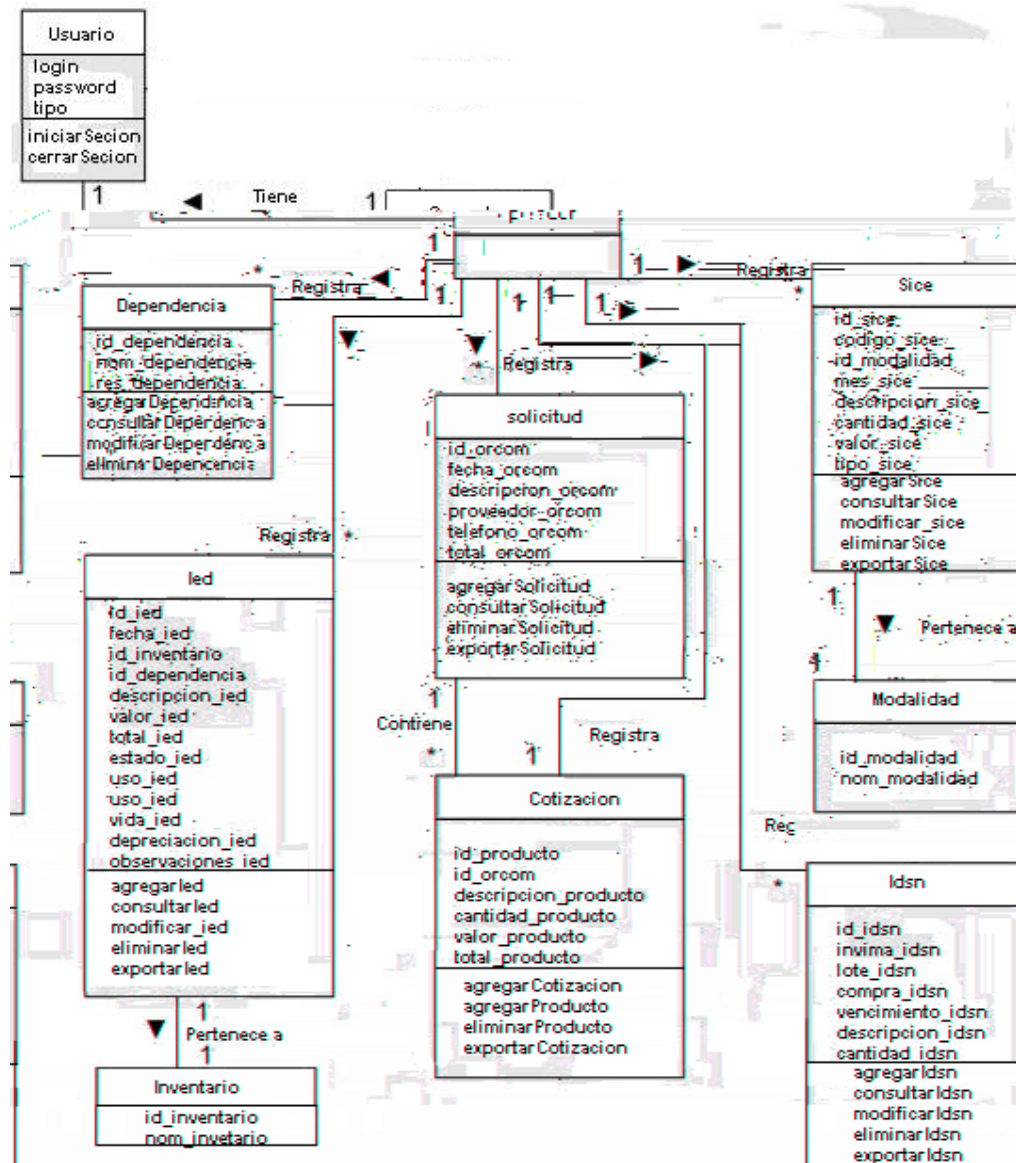 Usuario
login
password
tipo
iniciarSecion
cerrarSecion
1
Tiene
1
1
*
Registra
1
1
1
1
1
Registra
*
Dependencia
id_dependencia
nom_dependencia
res_dependencia
agregarDependencia
consultarDependencia
modificarDependencia
eliminarDependencia
Sice
id_sice
codigo_sice
id_modalidad
mes_sice
descripcion_sice
cantidad_sice
valor_sice
tipo_sice
agregarSice
consultarSice
modificar_sice
eliminarSice
exportarSice
*
Registra
solicitud
id_orcom
fecha_orcom
descripcion_orcom
proveedor_orcom
telefono_orcom
total_orcom
agregarSolicitud
consultarSolicitud
eliminarSolicitud
exportarSolicitud
Registra *
Ied
id_ied
fecha_ied
id_inventario
id_dependencia
descripcion_ied
valor_ied
total_ied
estado_ied
uso_ied
uso_ied
vida_ied
depreciacion_ied
observaciones_ied
agregarIed
consultarIed
modificar_ied
eliminarIed
exportarIed
1
Pertenece a
1
Modalidad
id_modalidad
nom_modalidad
1
Contiene
*
Registra
1
Cotizacion
id_producto
id_orcom
descripcion_producto
cantidad_producto
valor_producto
total_producto
agregarCotizacion
agregarProducto
eliminarProducto
exportarCotizacion
*
Idsn
id_idsn
invima_idsn
lote_idsn
compra_idsn
vencimiento_idsn
descripcion_idsn
cantidad_idsn
agregarIdsn
consultarIdsn
modificarIdsn
eliminarIdsn
exportarIdsn
1
Pertenece a
1
Inventario
id_inventario
nom_invetario